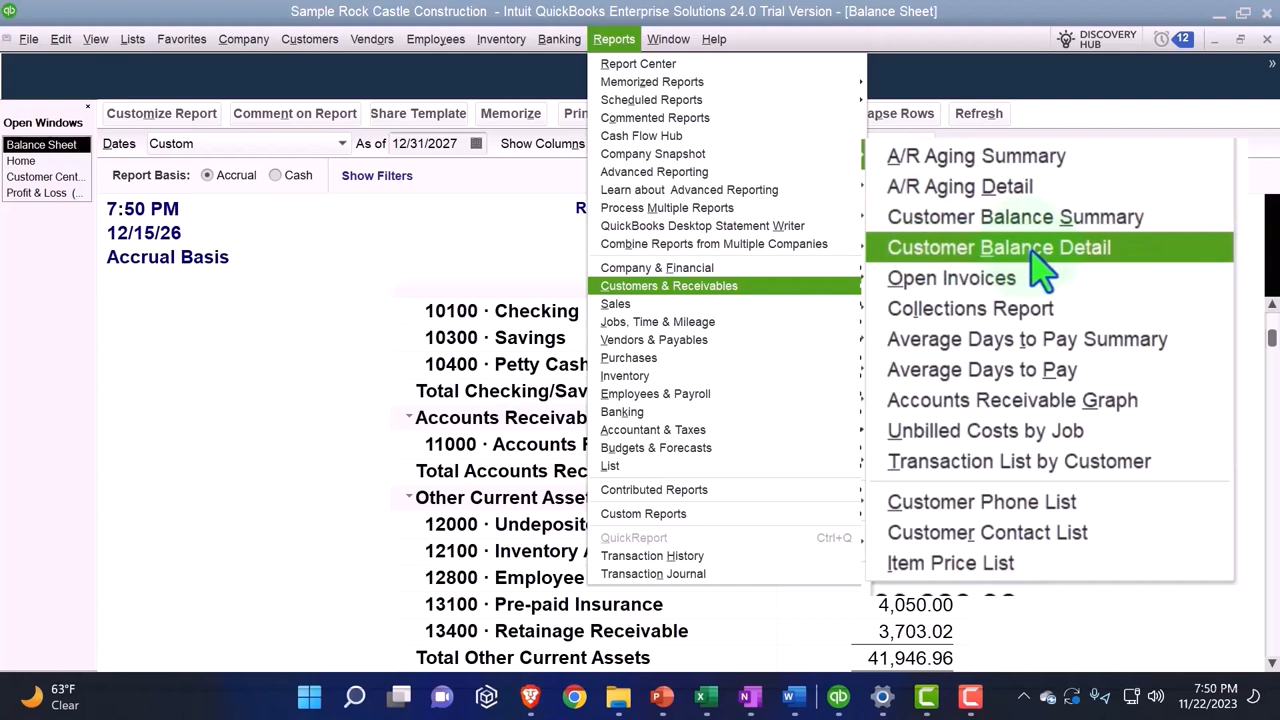 Sample Rock Castle Construction - Intuit QuickBooks Enterprise Solutions 24.0 Trial Version - [Balance Sheet]
File Edit View Lists Favorites Company Customers Vendors Employees Inventory Banking Reports Window Help
DISCOVERY
HUB
12
Customize Report Comment on Report Share Template Memorize Prin
apse Rows Refresh
Open Windows
Balance Sheet
Home
Customer Cent...
Profit & Loss (...
Dates Custom As of 12/31/2027 Show Columns
Report Basis: Accrual Cash Show Filters
7:50 PM
12/15/26
Accrual Basis
R
10100 · Checking
10300 · Savings
10400 · Petty Cash
Total Checking/Sav
Accounts Receivab
11000 · Accounts R
Total Accounts Rec
Other Current Asset
12000 · Undeposite
12100 · Inventory A
12800 · Employee
13100 · Pre-paid Insurance 4,050.00
13400 · Retainage Receivable 3,703.02
Total Other Current Assets 41,946.96
Report Center
Memorized Reports
Scheduled Reports
Commented Reports
Cash Flow Hub
Company Snapshot
Advanced Reporting
Learn about Advanced Reporting
Process Multiple Reports
QuickBooks Desktop Statement Writer
Combine Reports from Multiple Companies
Company & Financial
Customers & Receivables
Sales
Jobs, Time & Mileage
Vendors & Payables
Purchases
Inventory
Employees & Payroll
Banking
Accountant & Taxes
Budgets & Forecasts
List
Contributed Reports
Custom Reports
QuickReport Ctrl+Q
Transaction History
Transaction Journal
A/R Aging Summary
A/R Aging Detail
Customer Balance Summary
Customer Balance Detail
Open Invoices
Collections Report
Average Days to Pay Summary
Average Days to Pay
Accounts Receivable Graph
Unbilled Costs by Job
Transaction List by Customer
Customer Phone List
Customer Contact List
Item Price List
63°F
Clear
7:50 PM
11/22/2023